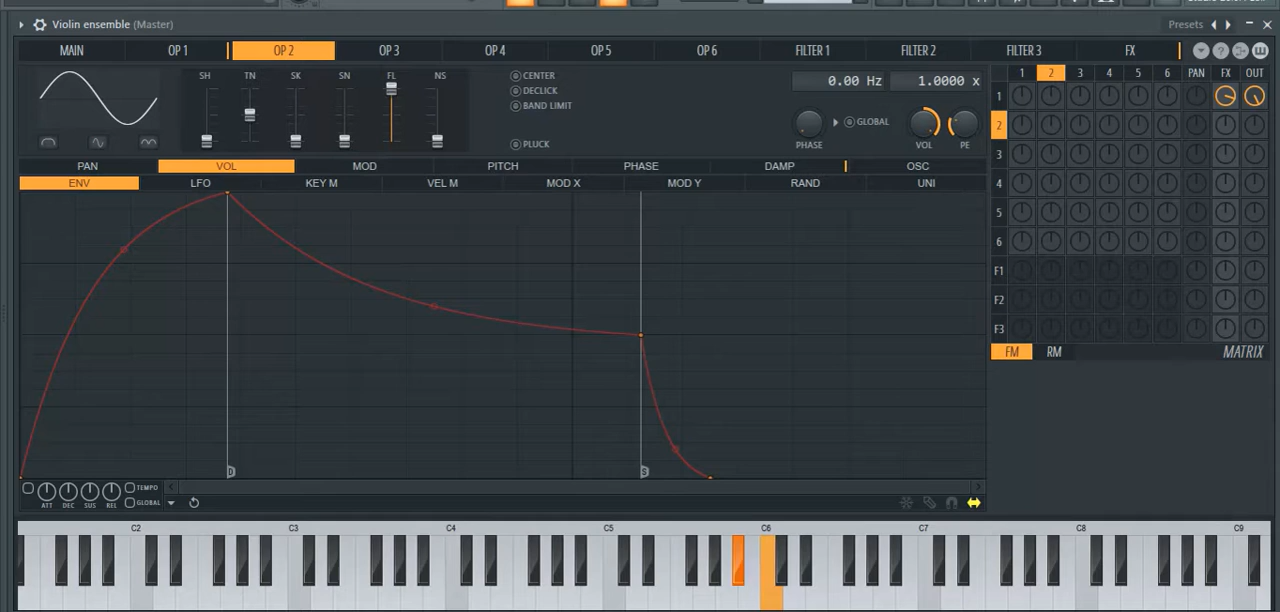 Violin ensemble (Master)
Presets
MAIN OP 1 OP 2 OP 3 OP 4 OP 5 OP 6 FILTER 1 FILTER 2 FILTER 3 FX
SH TN SK SN FL NS
CENTER
DECLICK
BAND LIMIT
PLUCK
0.00 Hz 1.0000 x
GLOBAL
PHASE VOL PE
1 2 3 4 5 6 PAN FX OUT
1
2
3
4
5
6
F1
F2
F3
FM RM MATRIX
PAN VOL MOD PITCH PHASE DAMP OSC
ENV LFO KEY M VEL M MOD X MOD Y RAND UNI
D S
TEMPO
GLOBAL
ATT DEC SUS REL
C2 C3 C4 C5 C6 C7 C8 C9